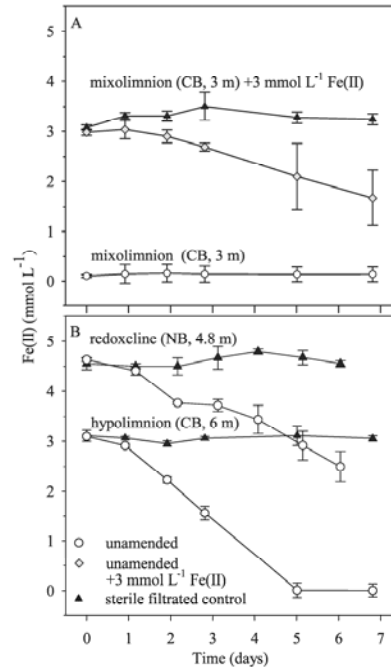 A
mixolimnion (CB, 3 m) +3 mmol L⁻¹ Fe(II)
mixolimnion (CB, 3 m)
5
4
3
2
1
0
Fe(II) (mmol L⁻¹)
B
redoxcline (NB, 4.8 m)
hypolimnion (CB, 6 m)
unamended
unamended
+3 mmol L⁻¹ Fe(II)
sterile filtrated control
5
4
3
2
1
0
0 1 2 3 4 5 6 7
Time (days)